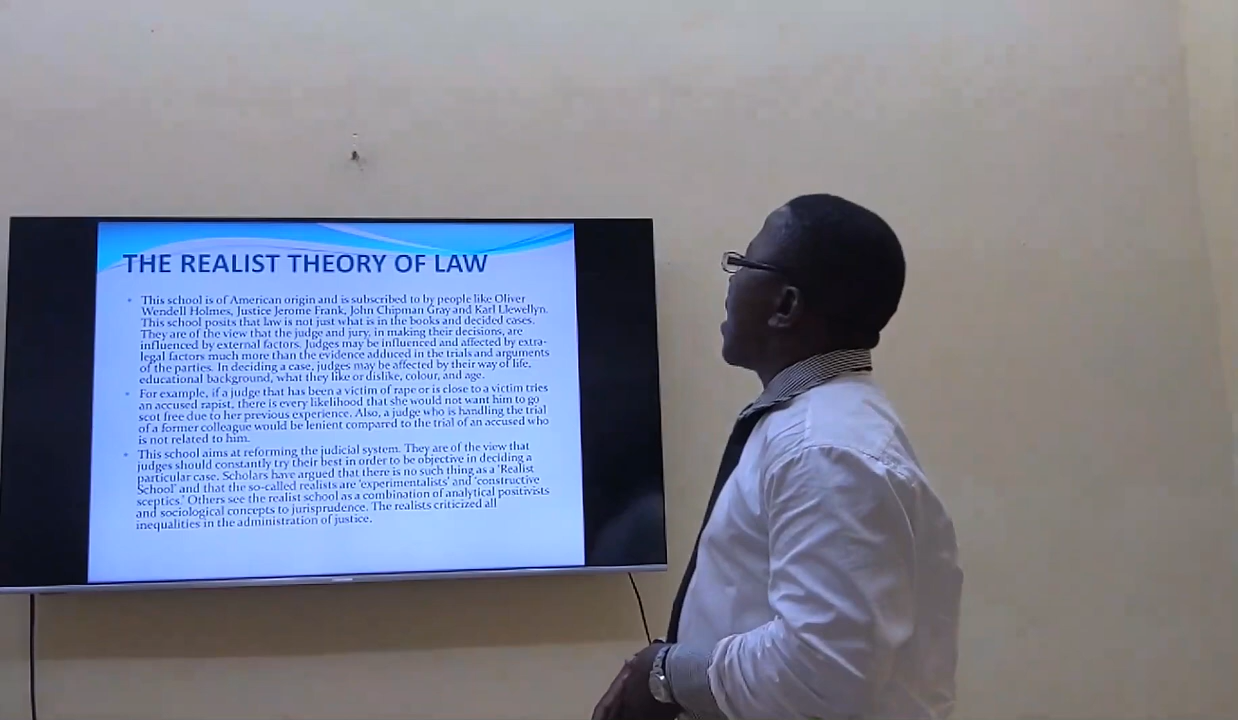 THE REALIST THEORY OF LAW
This school is of American origin and is subscribed to by people like Oliver
Wendell Holmes, Justice Jerome Frank, John Chipman Gray and Karl Llewellyn.
This school posits that law is not just what is in the books and decided cases.
They are of the view that the judge and jury, in making their decisions, are
influenced by external factors. Judges may be influenced and affected by extra-
legal factors much more than the evidence adduced in the trials and arguments
of the parties. In deciding a case, judges may be affected by their way of life,
educational background, what they like or dislike, colour, and age.
For example, if a judge that has been a victim of rape or is close to a victim tries
an accused rapist, there is every likelihood that she would not want him to go
scot free due to her previous experience. Also, a judge who is handling the trial
of a former colleague would be lenient compared to the trial of an accused who
is not related to him.
This school aims at reforming the judicial system. They are of the view that
judges should constantly try their best in order to be objective in deciding a
particular case. Scholars have argued that there is no such thing as a 'Realist
School' and that the so-called realists are 'experimentalists' and 'constructive
sceptics.' Others see the realist school as a combination of analytical positivists
and sociological concepts to jurisprudence. The realists criticized all
inequalities in the administration of justice.